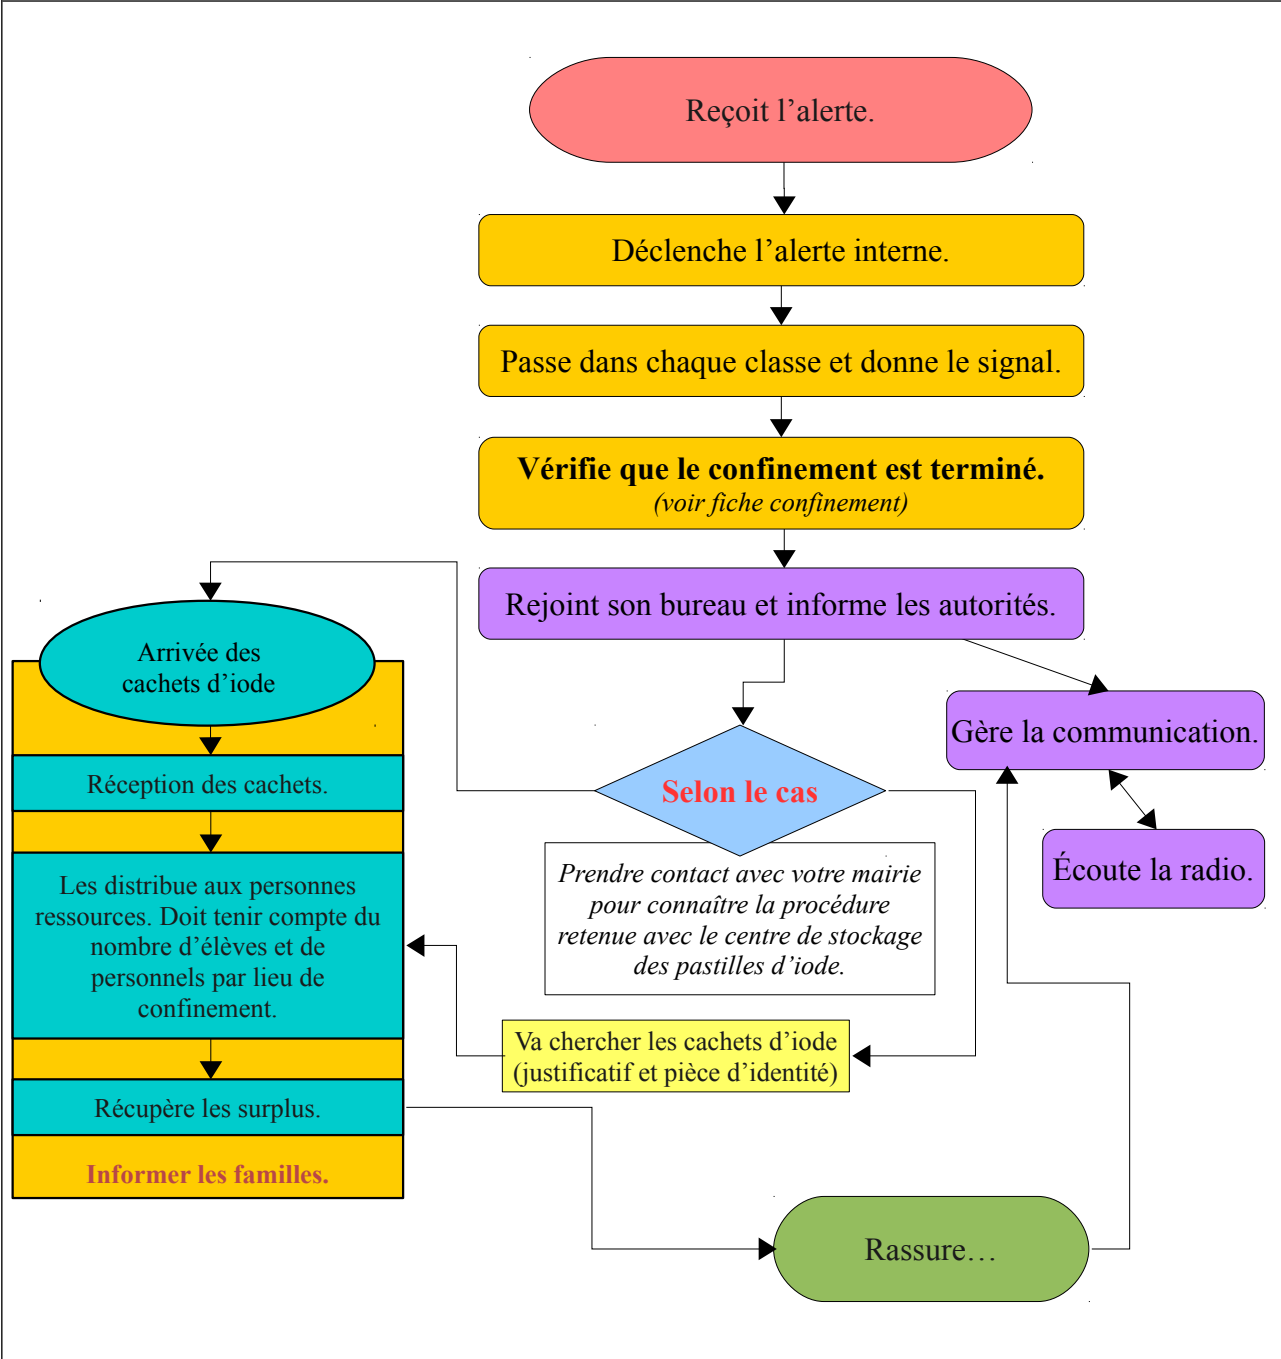 Reçoit l’alerte.
Déclenche l’alerte interne.
Passe dans chaque classe et donne le signal.
Vérifie que le confinement est terminé.
(voir fiche confinement)
Rejoint son bureau et informe les autorités.
Arrivée des
cachets d’iode
Réception des cachets.
Les distribue aux personnes
ressources. Doit tenir compte du
nombre d’élèves et de
personnels par lieu de
confinement.
Récupère les surplus.
Informer les familles.
Selon le cas
Prendre contact avec votre mairie
pour connaître la procédure
retenue avec le centre de stockage
des pastilles d’iode.
Va chercher les cachets d’iode
(justificatif et pièce d’identité)
Gère la communication.
Écoute la radio.
Rassure…